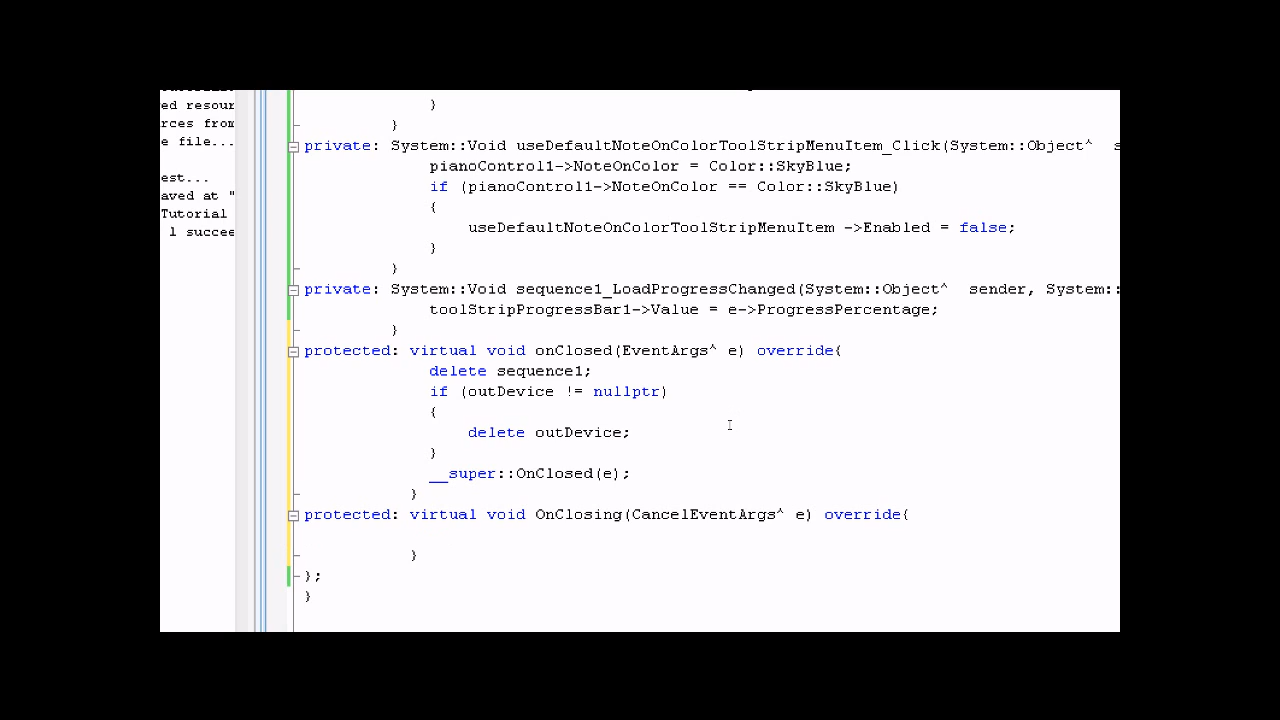 ed resour
rces from
e file...
est...
aved at "
Tutorial
l succee
}
}
private: System::Void useDefaultNoteOnColorToolStripMenuItem_Click(System::Object^ s
pianoControl1->NoteOnColor = Color::SkyBlue;
if (pianoControl1->NoteOnColor == Color::SkyBlue)
{
useDefaultNoteOnColorToolStripMenuItem ->Enabled = false;
}
}
private: System::Void sequence1_LoadProgressChanged(System::Object^ sender, System::
toolStripProgressBar1->Value = e->ProgressPercentage;
}
protected: virtual void onClosed(EventArgs^ e) override{
delete sequence1;
if (outDevice != nullptr)
{
delete outDevice;
}
__super::OnClosed(e);
}
protected: virtual void OnClosing(CancelEventArgs^ e) override{
}
};
}